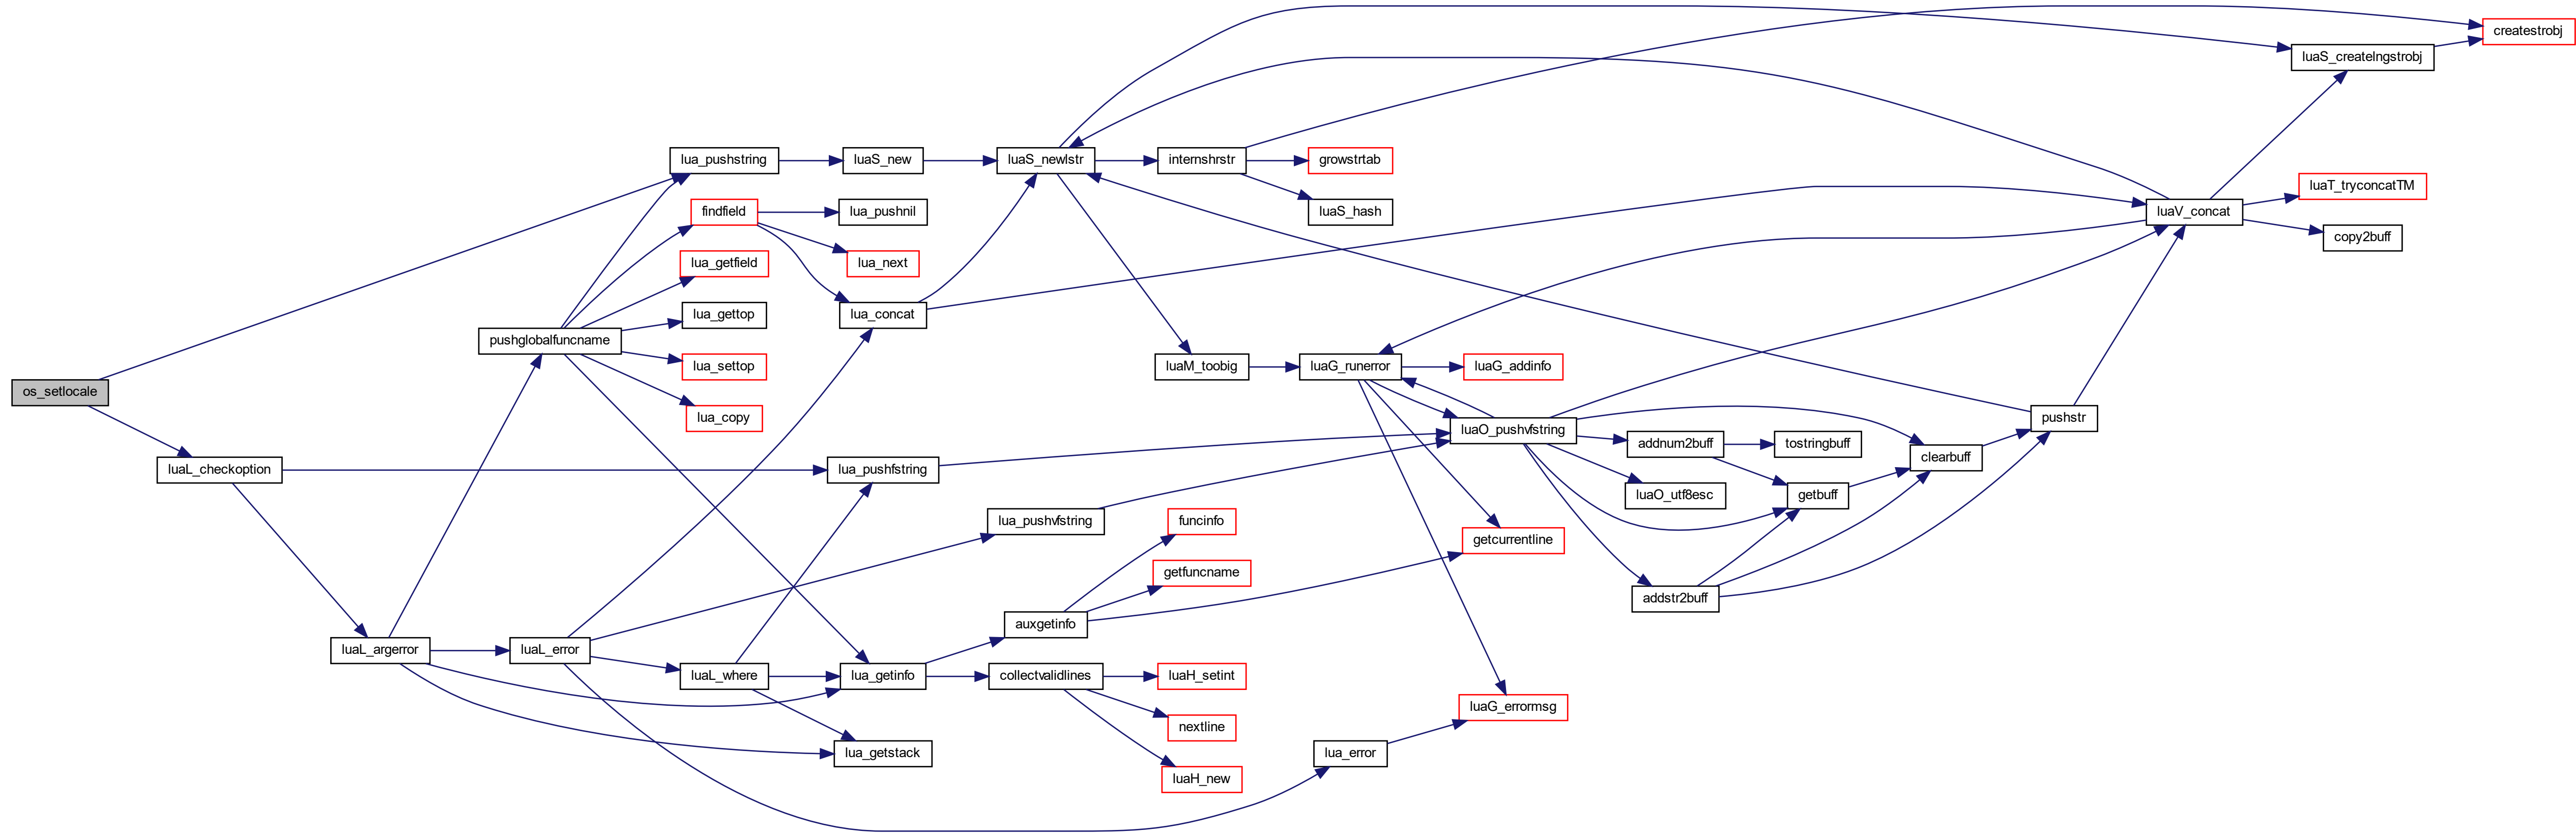 os_setlocale
luaL_checkoption
luaL_argerror
pushglobalfuncname
luaL_error
lua_pushstring
findfield
lua_getfield
lua_gettop
lua_settop
lua_copy
luaL_where
luaS_new
lua_pushnil
lua_next
lua_concat
lua_pushfstring
lua_getinfo
lua_getstack
luaS_newlstr
lua_pushvfstring
auxgetinfo
collectvalidlines
internshrstr
luaM_toobig
funcinfo
getfuncname
luaH_setint
nextline
luaH_new
growstrtab
luaS_hash
luaG_runerror
lua_error
luaG_addinfo
luaO_pushvfstring
getcurrentline
luaG_errormsg
addnum2buff
luaO_utf8esc
addstr2buff
tostringbuff
getbuff
clearbuff
pushstr
luaV_concat
luaS_createlngstrobj
luaT_tryconcatTM
copy2buff
createstrobj